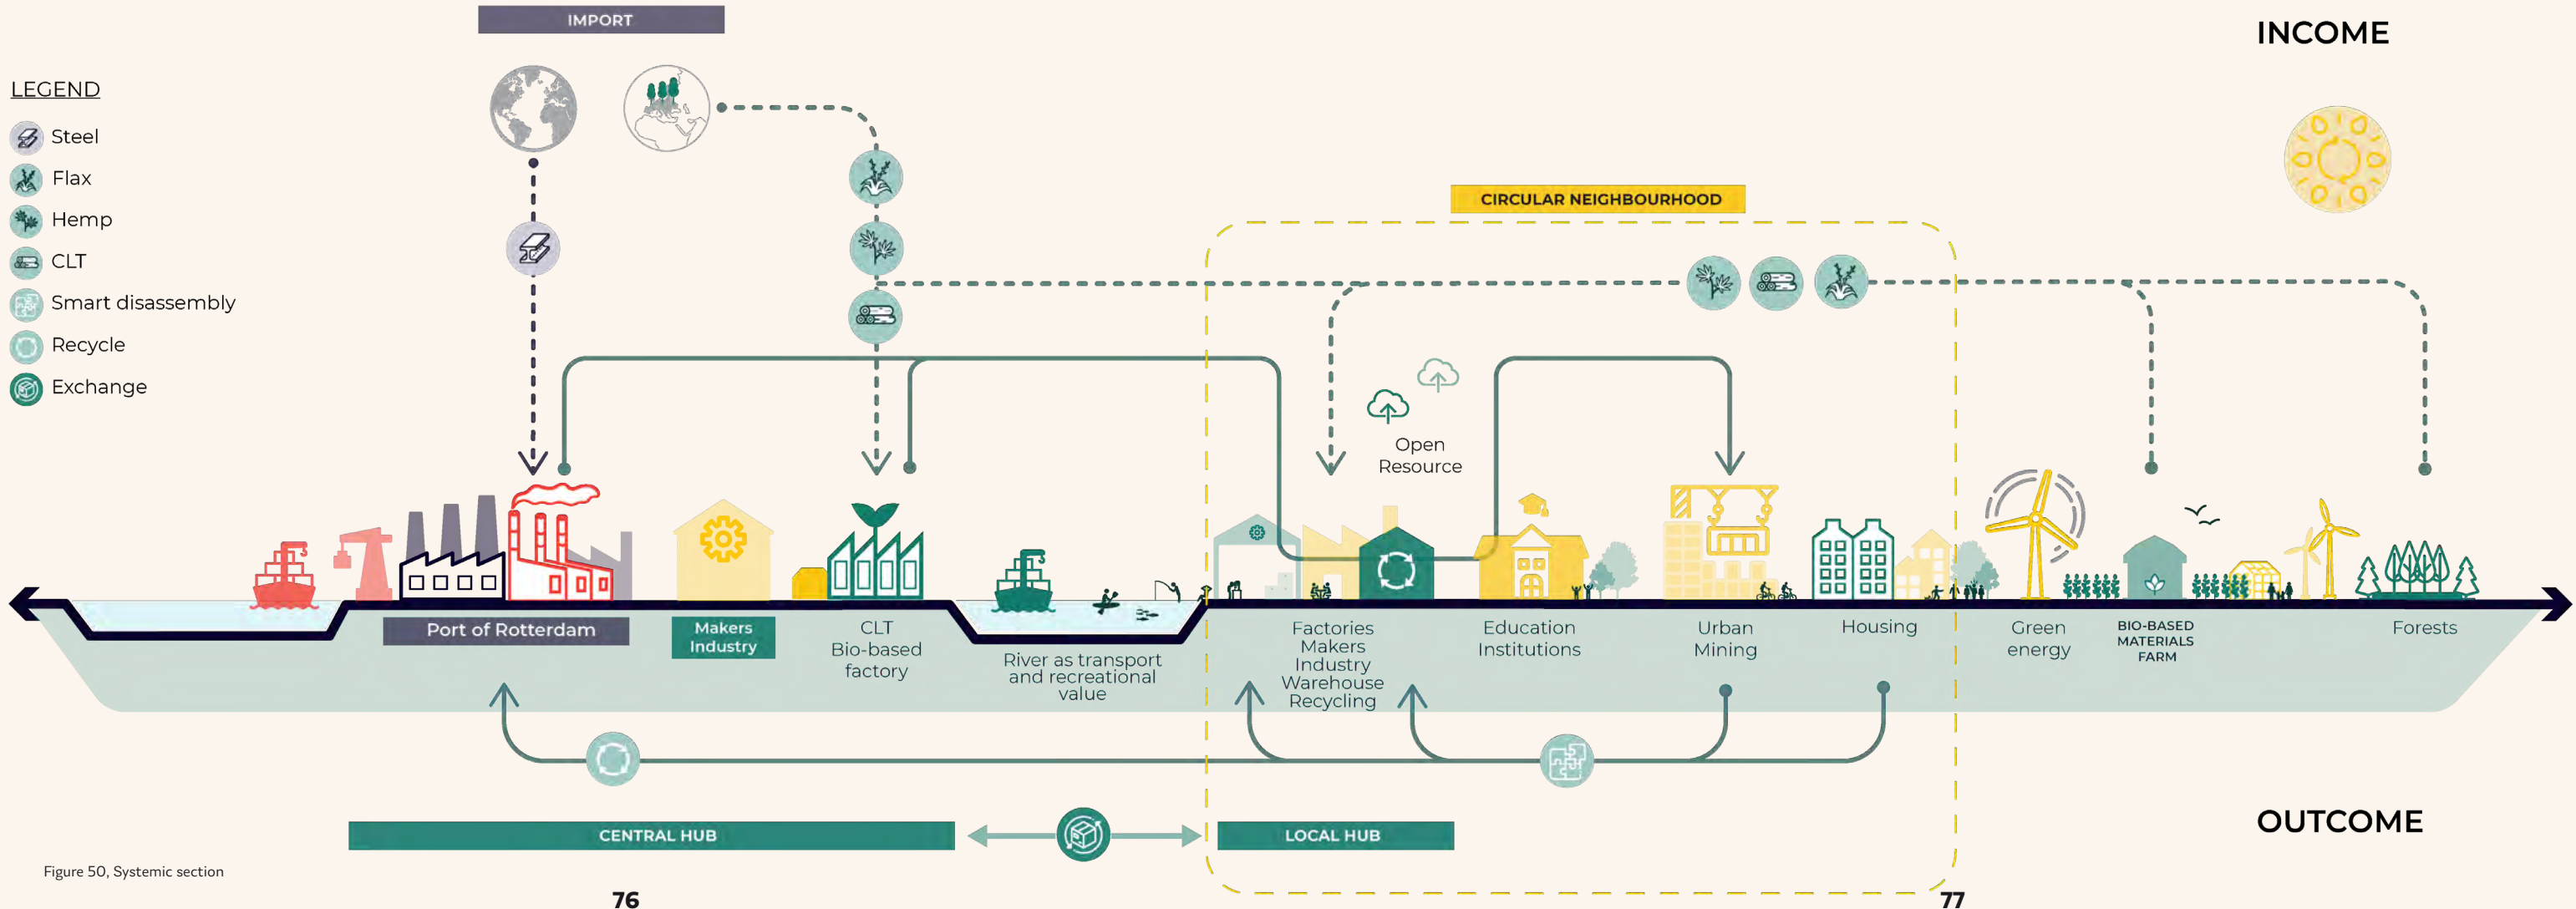 IMPORT
INCOME
LEGEND
Steel
Flax
Hemp
CLT
Smart disassembly
Recycle
Exchange
CIRCULAR NEIGHBOURHOOD
Open
Resource
Port of Rotterdam
Makers
Industry
CLT
Bio-based
factory
River as transport
and recreational
value
Factories
Makers
Industry
Warehouse
Recycling
Education
Institutions
Urban
Mining
Housing
Green
energy
BIO-BASED
MATERIALS
FARM
Forests
CENTRAL HUB
LOCAL HUB
OUTCOME
Figure 50, Systemic section
76
77